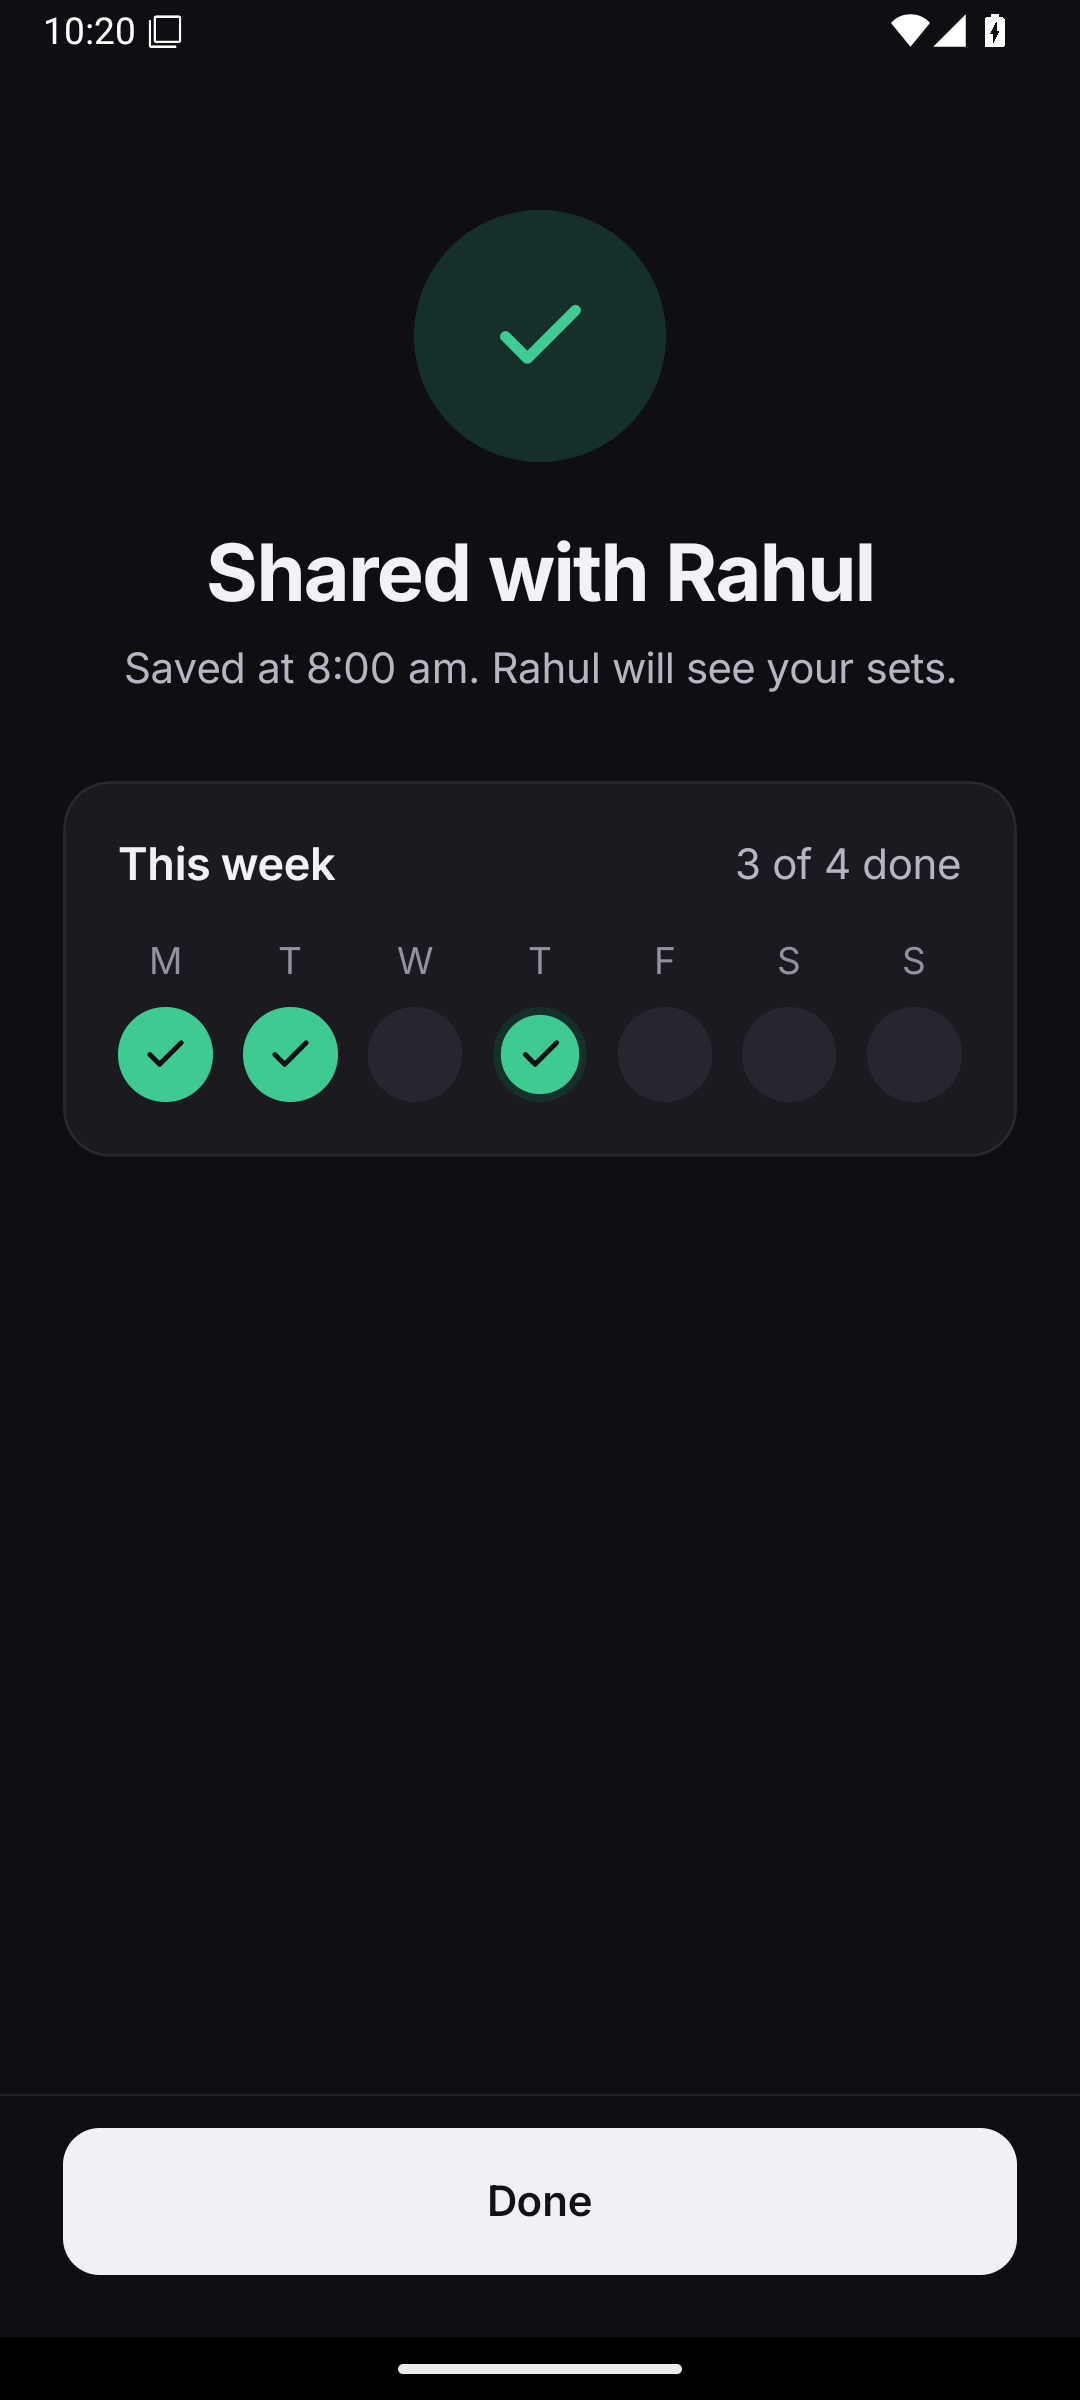 10:20
Shared with Rahul
Saved at 8:00 am. Rahul will see your sets.
This week 3 of 4 done
M T W T F S S
Done